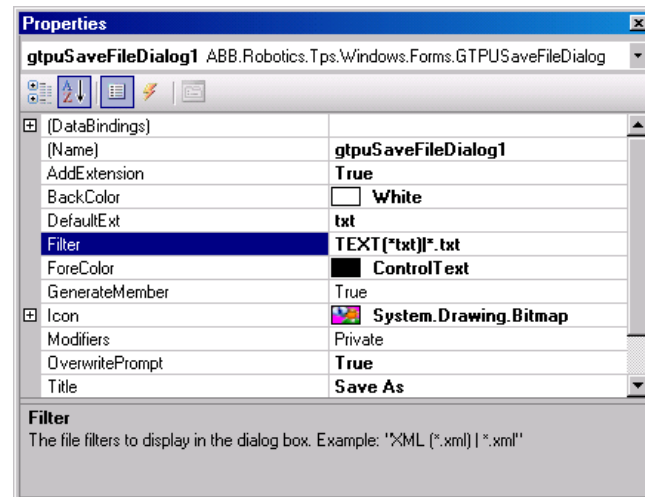 Properties
gtpuSaveFileDialog1 ABB.Robotics.Tps.Windows.Forms.GTPUSaveFileDialog
(DataBindings)
(Name) gtpuSaveFileDialog1
AddExtension True
BackColor White
DefaultExt txt
Filter TEXT(*txt)|*.txt
ForeColor ControlText
GenerateMember True
Icon System.Drawing.Bitmap
Modifiers Private
OverwritePrompt True
Title Save As
Filter
The file filters to display in the dialog box. Example: "XML (*.xml) | *.xml"